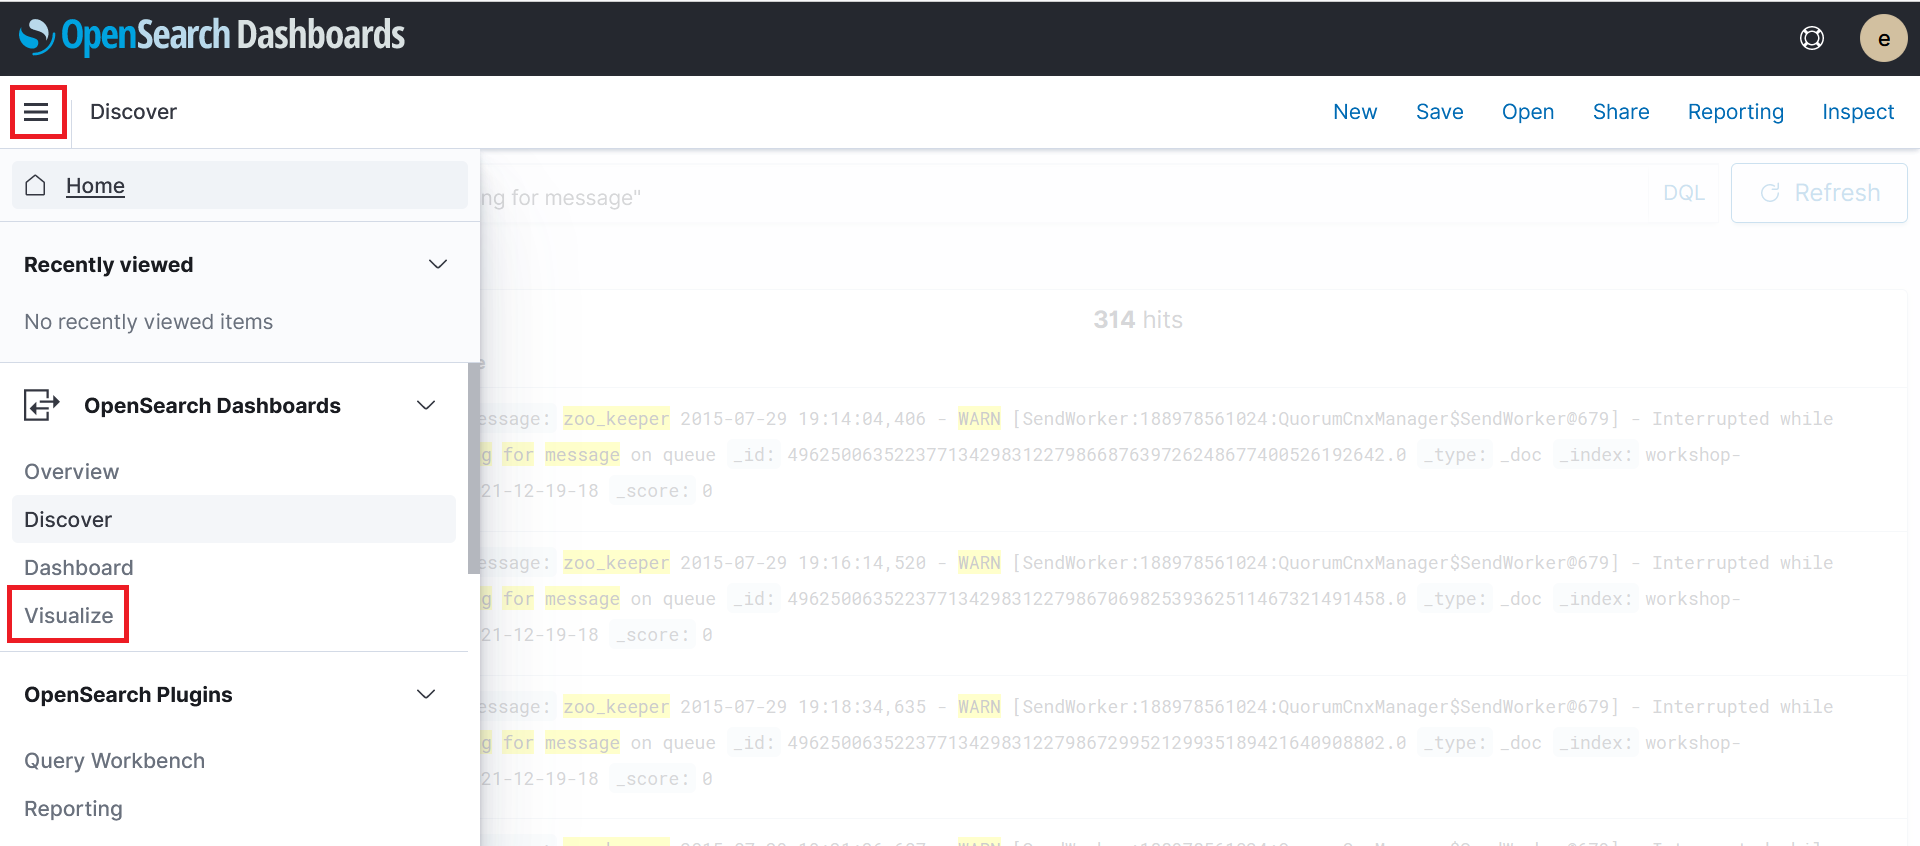 OpenSearch Dashboards
e
Discover
New Save Open Share Reporting Inspect
Home
Recently viewed
No recently viewed items
OpenSearch Dashboards
Overview
Discover
Dashboard
Visualize
OpenSearch Plugins
Query Workbench
Reporting
ng for message"
DQL
Refresh
314 hits
e
essage: zoo_keeper 2015-07-29 19:14:04,406 - WARN [SendWorker:188978561024:QuorumCnxManager$SendWorker@679] - Interrupted while
g for message on queue _id: 49625006352237713429831227986687639726248677400526192642.0 _type: _doc _index: workshop-
21-12-19-18 _score: 0
essage: zoo_keeper 2015-07-29 19:16:14,520 - WARN [SendWorker:188978561024:QuorumCnxManager$SendWorker@679] - Interrupted while
g for message on queue _id: 49625006352237713429831227986706982539362511467321491458.0 _type: _doc _index: workshop-
21-12-19-18 _score: 0
essage: zoo_keeper 2015-07-29 19:18:34,635 - WARN [SendWorker:188978561024:QuorumCnxManager$SendWorker@679] - Interrupted while
g for message on queue _id: 49625006352237713429831227986729952129935189421640908802.0 _type: _doc _index: workshop-
21-12-19-18 _score: 0